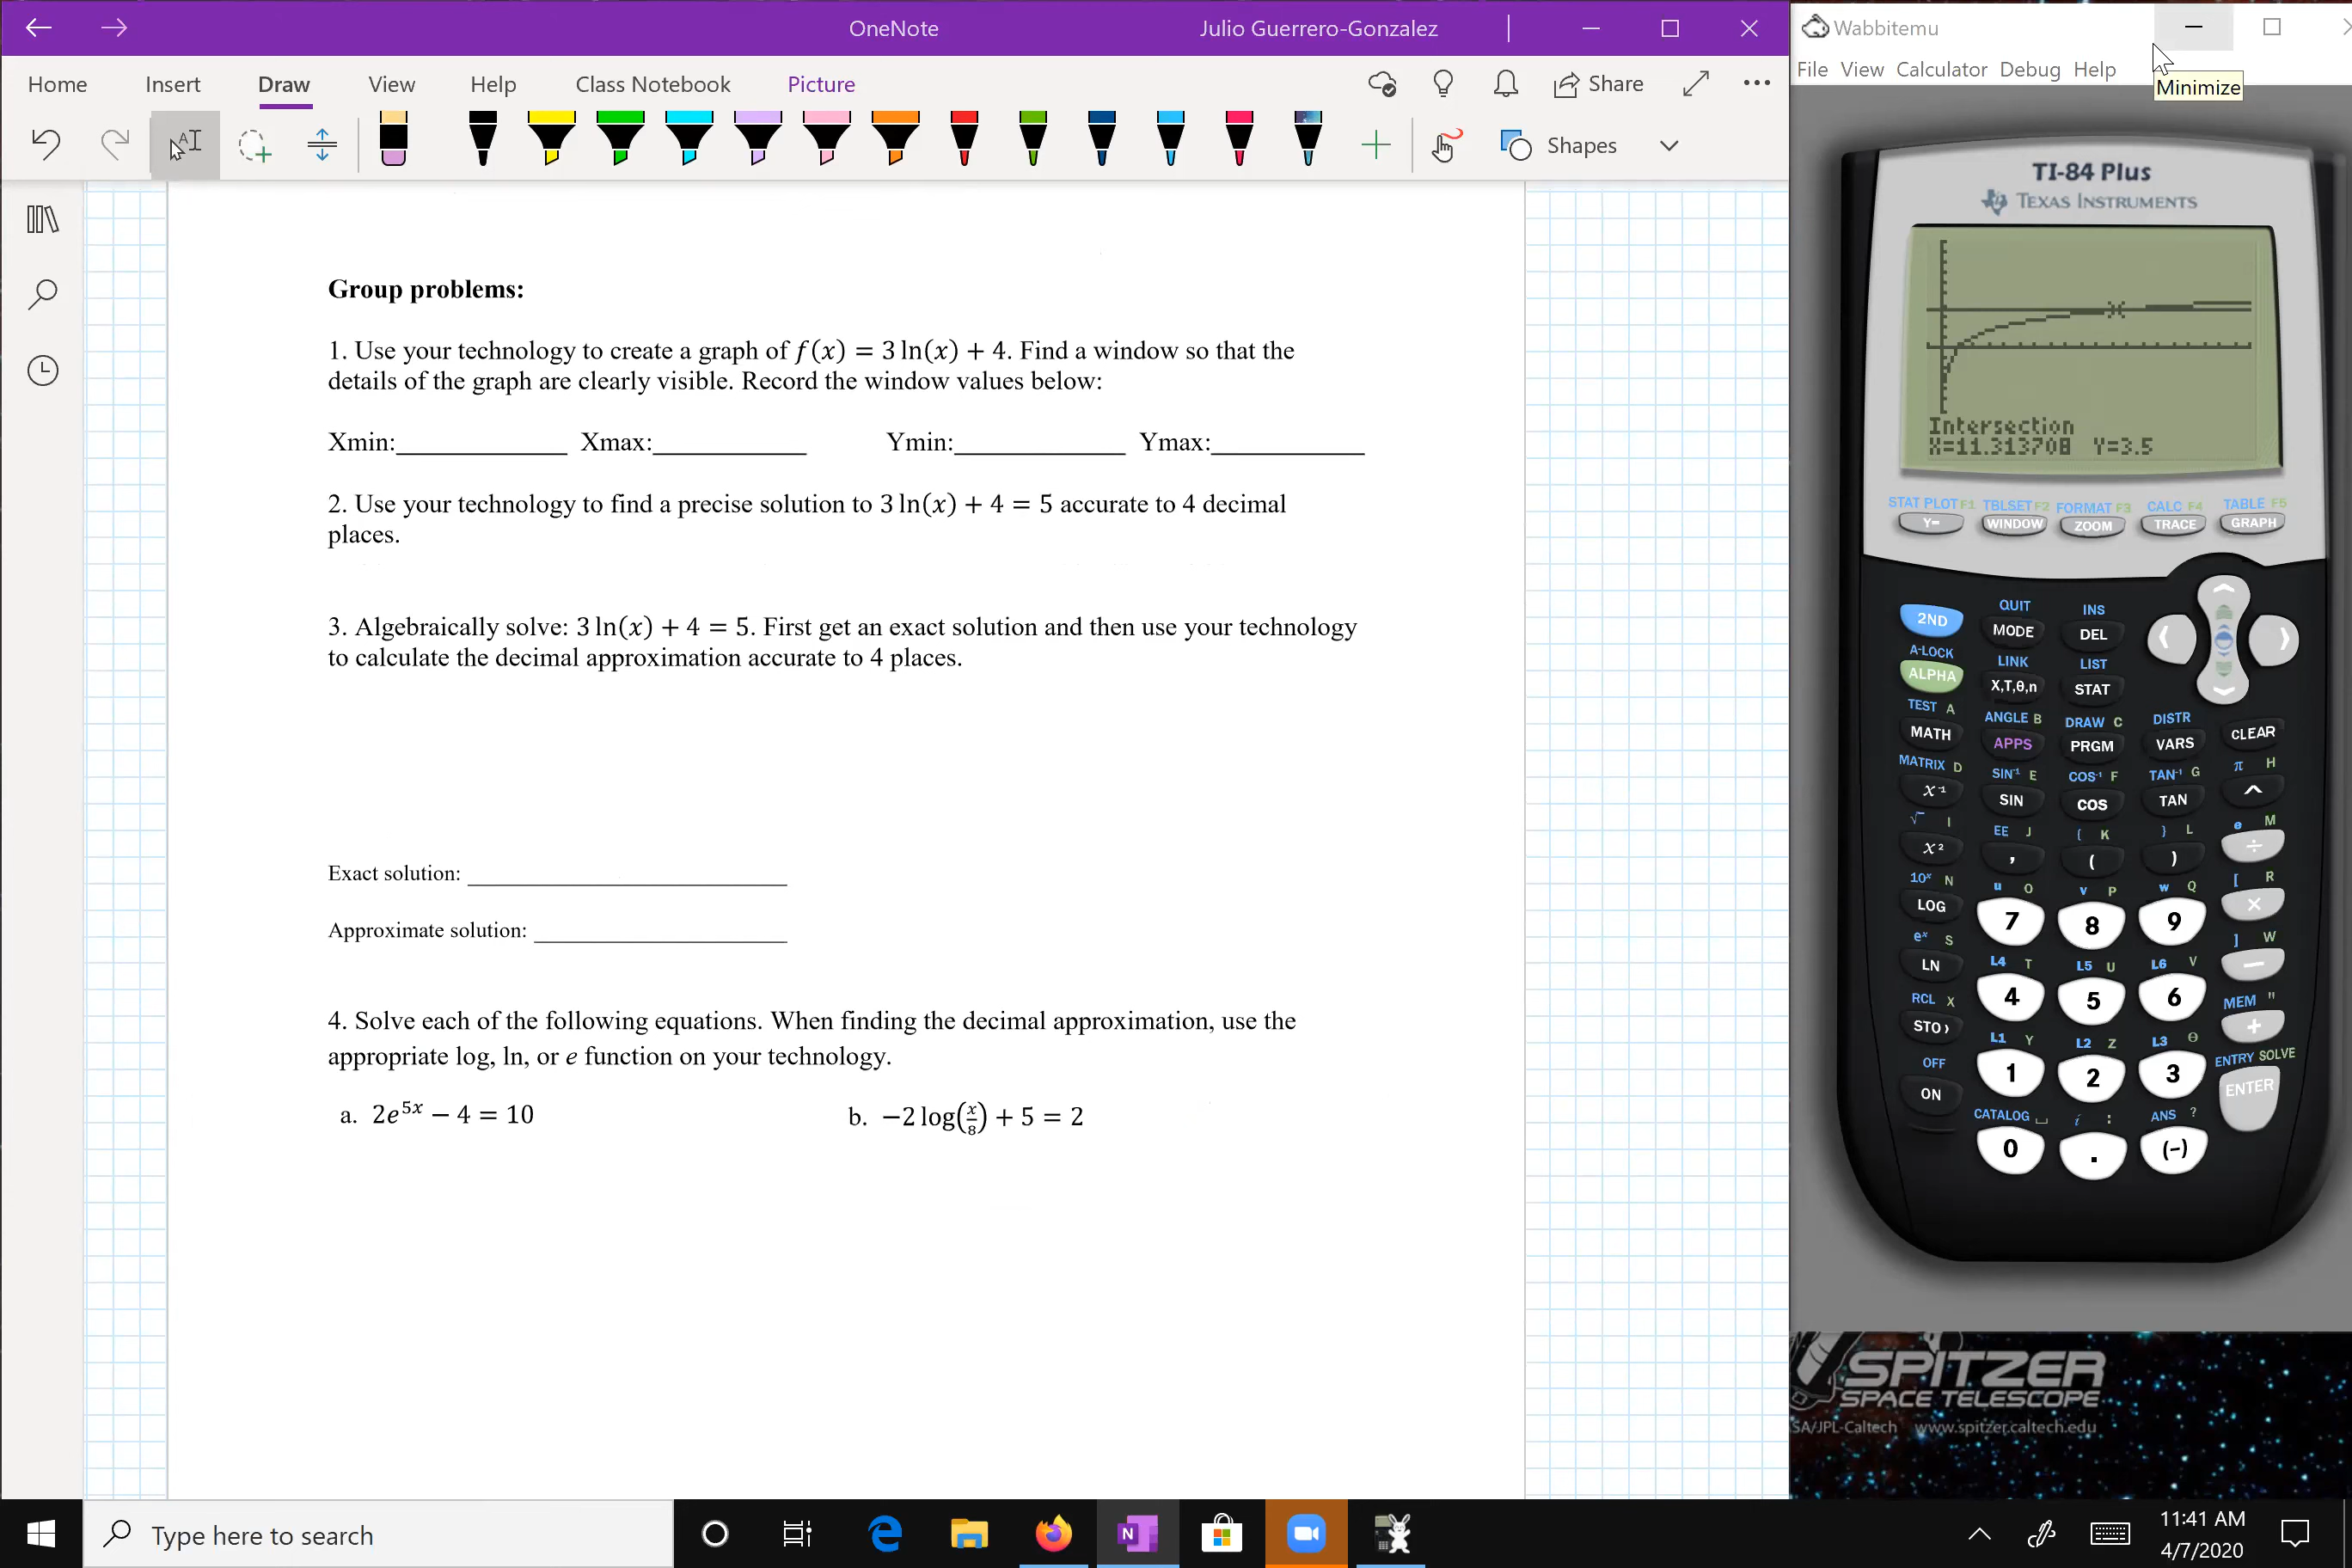 OneNote
Julio Guerrero-Gonzalez
Home Insert Draw View Help Class Notebook Picture
Share
Shapes
Group problems:
1. Use your technology to create a graph of f(x) = 3 ln(x) + 4. Find a window so that the
details of the graph are clearly visible. Record the window values below:
Xmin:____________ Xmax:___________ Ymin:____________ Ymax:___________
2. Use your technology to find a precise solution to 3 ln(x) + 4 = 5 accurate to 4 decimal
places.
3. Algebraically solve: 3 ln(x) + 4 = 5. First get an exact solution and then use your technology
to calculate the decimal approximation accurate to 4 places.
Exact solution: ____________________________
Approximate solution: ______________________
4. Solve each of the following equations. When finding the decimal approximation, use the
appropriate log, ln, or e function on your technology.
a. 2e^{5x} − 4 = 10 b. −2 log(x/8) + 5 = 2
Wabbitemu
File View Calculator Debug Help
Minimize
TI-84 Plus
TEXAS INSTRUMENTS
Intersection
X=11.313708 Y=3.5
STAT PLOT F1 TBLSET F2 FORMAT F3 CALC F4 TABLE F5
Y= WINDOW ZOOM TRACE GRAPH
QUIT INS
2ND MODE DEL
A-LOCK LINK LIST
ALPHA X,T,θ,n STAT
TEST A ANGLE B DRAW C DISTR
MATH APPS PRGM VARS CLEAR
MATRIX D SIN⁻¹ E COS⁻¹ F TAN⁻¹ G π H
x⁻¹ SIN COS TAN ^
√ I EE J { K } L e M
x² , ( ) ÷
10ˣ N u O v P w Q [ R
LOG 7 8 9 ×
eˣ S L4 T L5 U L6 V ] W
LN 4 5 6 −
RCL X L1 Y L2 Z L3 θ MEM "
STO› 1 2 3 +
OFF CATALOG ⎵ i : ANS ? ENTRY SOLVE
ON 0 . (−) ENTER
SPITZER
SPACE TELESCOPE
SA/JPL-Caltech www.spitzer.caltech.edu
Type here to search
11:41 AM
4/7/2020